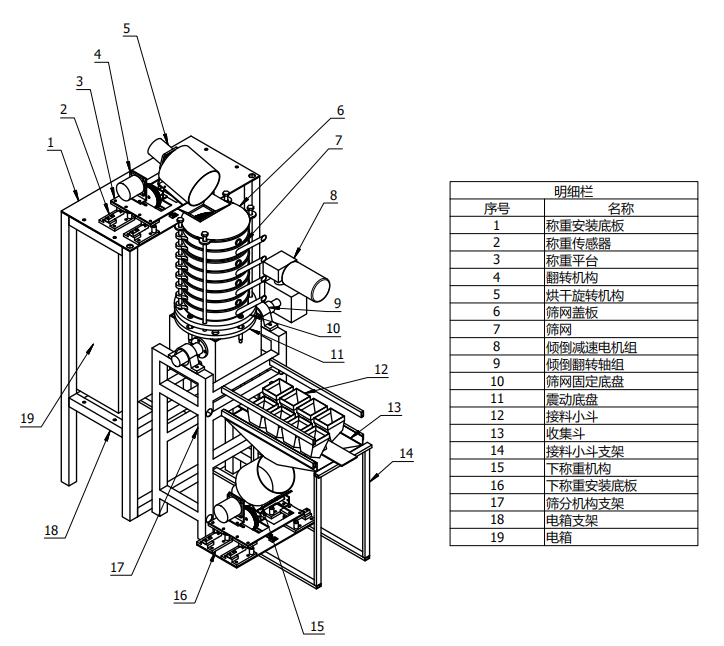 5
4
3
2
1
6
7
8
9
10
11
12
13
14
19
18
17
16
15
明细栏
序号 名称
1 称重安装底板
2 称重传感器
3 称重平台
4 翻转机构
5 烘干旋转机构
6 筛网盖板
7 筛网
8 倾倒减速电机组
9 倾倒翻转轴组
10 筛网固定底盘
11 震动底盘
12 接料小斗
13 收集斗
14 接料小斗支架
15 下称重机构
16 下称重安装底板
17 筛分机构支架
18 电箱支架
19 电箱